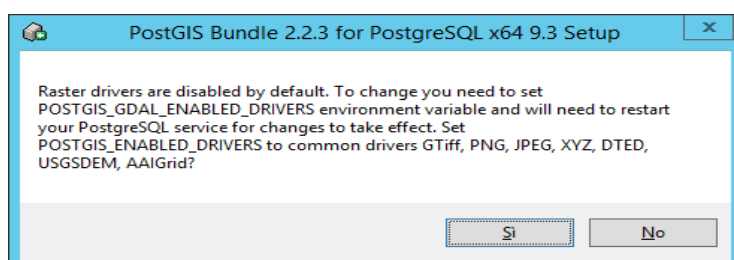 PostGIS Bundle 2.2.3 for PostgreSQL x64 9.3 Setup
x
Raster drivers are disabled by default. To change you need to set
POSTGIS_GDAL_ENABLED_DRIVERS environment variable and will need to restart
your PostgreSQL service for changes to take effect. Set
POSTGIS_ENABLED_DRIVERS to common drivers GTiff, PNG, JPEG, XYZ, DTED,
USGSDEM, AAIGrid?
Sì
No